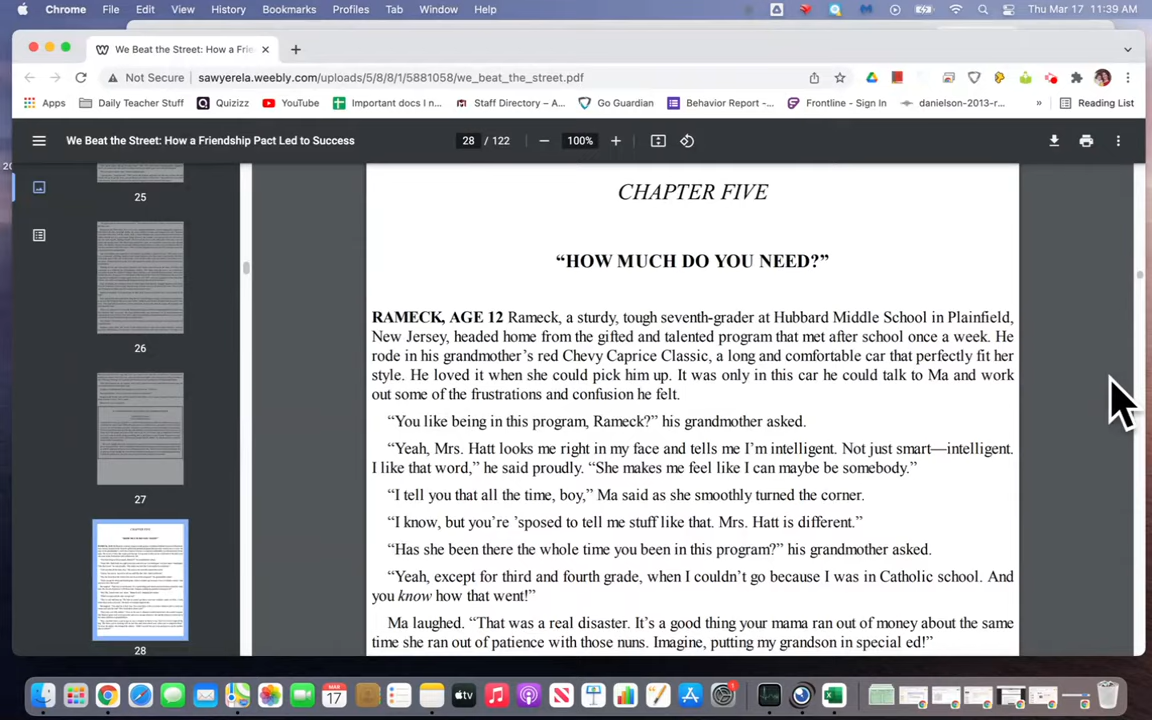 Chrome File Edit View History Bookmarks Profiles Tab Window Help Thu Mar 17 11:39 AM
We Beat the Street: How a Frie
Not Secure sawyerela.weebly.com/uploads/5/8/8/1/5881058/we_beat_the_street.pdf
Apps Daily Teacher Stuff Quizizz YouTube Important docs I n... Staff Directory – A... Go Guardian Behavior Report -... Frontline - Sign In danielson-2013-r... » Reading List
We Beat the Street: How a Friendship Pact Led to Success 28 / 122 100%
25
26
27
28
CHAPTER FIVE
“HOW MUCH DO YOU NEED?”
RAMECK, AGE 12 Rameck, a sturdy, tough seventh-grader at Hubbard Middle School in Plainfield,
New Jersey, headed home from the gifted and talented program that met after school once a week. He
rode in his grandmother’s red Chevy Caprice Classic, a long and comfortable car that perfectly fit her
style. He loved it when she could pick him up. It was only in this car he could talk to Ma and work
out some of the frustrations and confusion he felt.
“You like being in this program, Rameck?” his grandmother asked.
“Yeah, Mrs. Hatt looks me right in my face and tells me I’m intelligent. Not just smart—intelligent.
I like that word,” he said proudly. “She makes me feel like I can maybe be somebody.”
“I tell you that all the time, boy,” Ma said as she smoothly turned the corner.
“I know, but you’re ’sposed to tell me stuff like that. Mrs. Hatt is different.”
“Has she been there the whole time you been in this program?” his grandmother asked.
“Yeah, except for third and fourth grade, when I couldn’t go because I was in Catholic school. And
you know how that went!”
Ma laughed. “That was a real disaster. It’s a good thing your mama ran out of money about the same
time she ran out of patience with those nuns. Imagine, putting my grandson in special ed!”